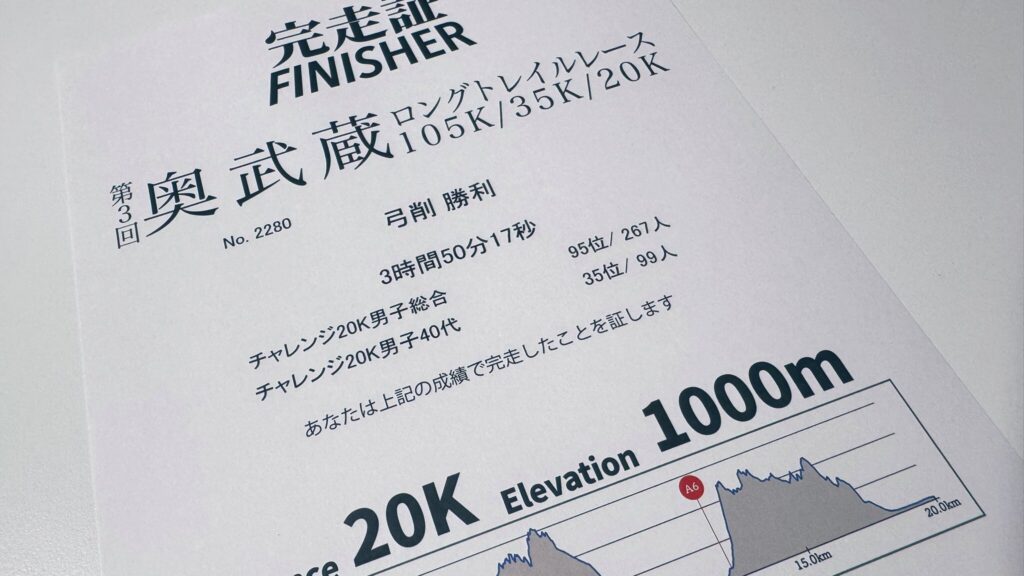 完走証
FINISHER
第3回 奥武蔵 ロングトレイルレース
105K/35K/20K
No. 2280
弓削 勝利
3時間50分17秒
チャレンジ20K男子総合 95位/ 267人
チャレンジ20K男子40代 35位/ 99人
あなたは上記の成績で完走したことを証します
20K Elevation 1000m
A6
15.0km
20.0km